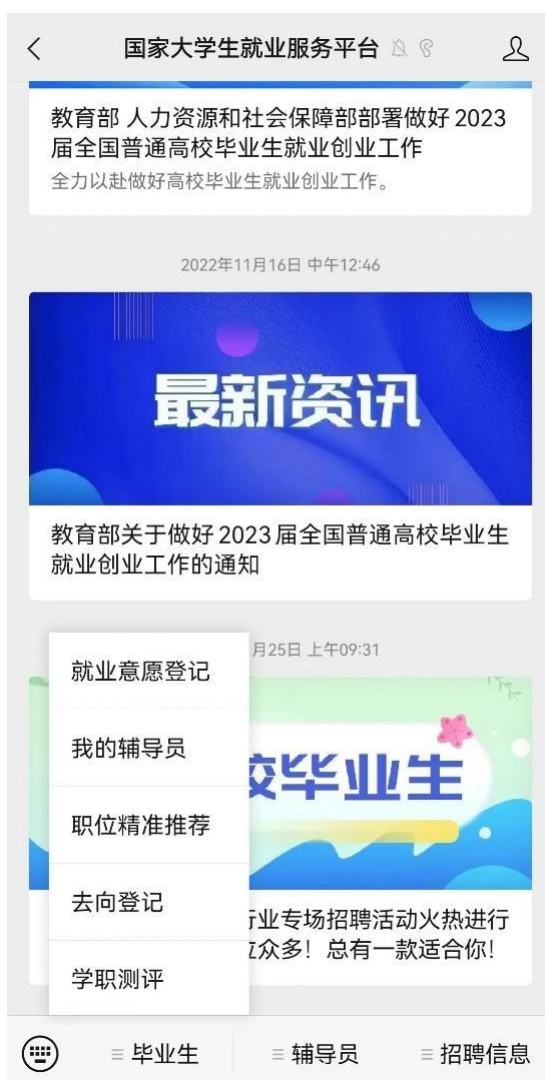 国家大学生就业服务平台
教育部 人力资源和社会保障部部署做好 2023
届全国普通高校毕业生就业创业工作
全力以赴做好高校毕业生就业创业工作。
2022年11月16日 中午12:46
最新资讯
教育部关于做好 2023 届全国普通高校毕业生
就业创业工作的通知
月25日 上午09:31
就业意愿登记
我的辅导员
校毕业生
职位精准推荐
去向登记
行业专场招聘活动火热进行
位众多！总有一款适合你！
学职测评
毕业生
辅导员
招聘信息